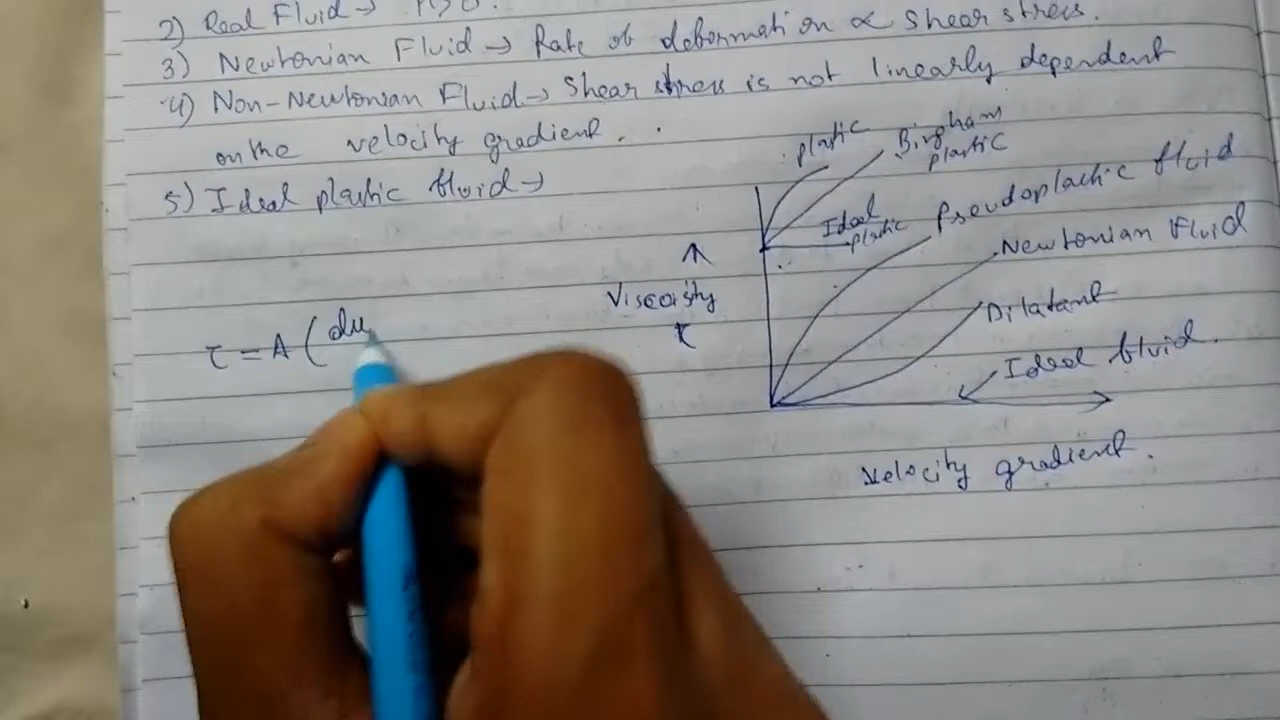 2) Real Fluid →
3) Newtonian Fluid → Rate of deformation ∝ shear stress.
4) Non-Newtonian Fluid → Shear stress is not linearly dependent
on the velocity gradient.
5) Ideal plastic fluid →
plastic
Bingham
plastic
Ideal
plastic
Pseudoplactic fluid
Newtonian Fluid
Viscosity
τ
Dilatant
Ideal fluid.
τ = A ( du
Velocity gradient.